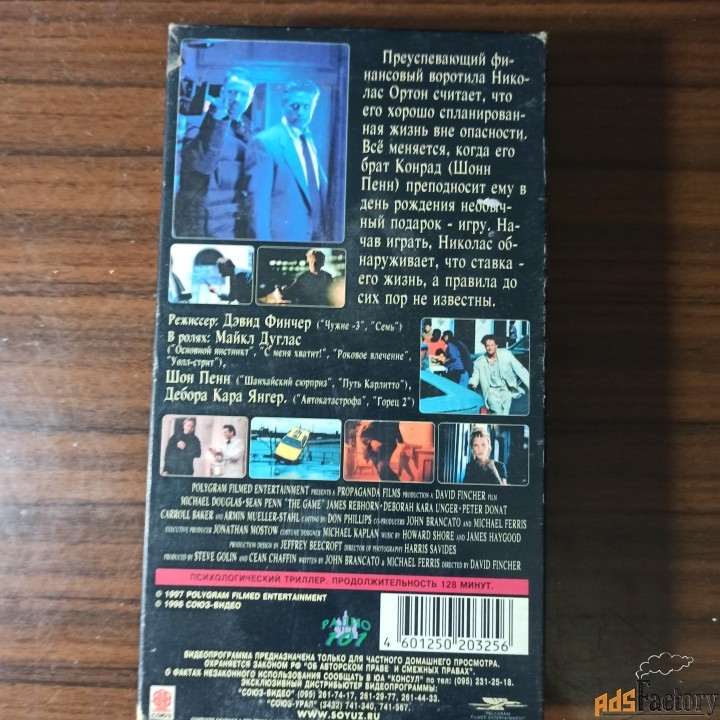 Преуспевающий фи-
нансовый воротила Нико-
лас Ортон считает, что
его хорошо спланирован-
ная жизнь вне опасности.
Всё меняется, когда его
брат Конрад (Шонн
Пенн) преподносит ему в
день рождения необыч-
ный подарок - игру. На-
чав играть, Николас об-
наруживает, что ставка -
его жизнь, а правила до
сих пор не известны.
Режиссер: Дэвид Финчер ("Чужие -3", "Семь")
В ролях: Майкл Дуглас
("Основной инстинкт", "С меня хватит!", "Роковое влечение",
"Уолл-стрит"),
Шон Пенн ("Шанхайский сюрприз", "Путь Карлитто"),
Дебора Кара Янгер. ("Автокатастрофа", "Горец 2")
POLYGRAM FILMED ENTERTAINMENT PRESENTS A PROPAGANDA FILMS PRODUCTION A DAVID FINCHER FILM
MICHAEL DOUGLAS · SEAN PENN "THE GAME" JAMES REBHORN · DEBORAH KARA UNGER · PETER DONAT
CARROLL BAKER AND ARMIN MUELLER-STAHL CASTING BY DON PHILLIPS CO-PRODUCERS JOHN BRANCATO AND MICHAEL FERRIS
EXECUTIVE PRODUCER JONATHAN MOSTOW COSTUME DESIGNER MICHAEL KAPLAN MUSIC BY HOWARD SHORE AND JAMES HAYGOOD
PRODUCTION DESIGN BY JEFFREY BEECROFT DIRECTOR OF PHOTOGRAPHY HARRIS SAVIDES
PRODUCED BY STEVE GOLIN AND CEAN CHAFFIN WRITTEN BY JOHN BRANCATO & MICHAEL FERRIS DIRECTED BY DAVID FINCHER
ПСИХОЛОГИЧЕСКИЙ ТРИЛЛЕР. ПРОДОЛЖИТЕЛЬНОСТЬ 128 МИНУТ.
© 1997 POLYGRAM FILMED ENTERTAINMENT
© 1998 СОЮЗ-ВИДЕО
РАДИО
101
4 601250 203256
ВИДЕОПРОГРАММА ПРЕДНАЗНАЧЕНА ТОЛЬКО ДЛЯ ЧАСТНОГО ДОМАШНЕГО ПРОСМОТРА.
ОХРАНЯЕТСЯ ЗАКОНОМ РФ "ОБ АВТОРСКОМ ПРАВЕ И СМЕЖНЫХ ПРАВАХ".
О ФАКТАХ НЕЗАКОННОГО ИСПОЛЬЗОВАНИЯ СООБЩАТЬ В ЮА "КОНСУЛ" по тел: (095) 231-25-18.
ЭКСКЛЮЗИВНЫЙ ДИСТРИБЬЮТЕР ВИДЕОПРОГРАММЫ:
"СОЮЗ-ВИДЕО" (095) 261-74-17, 261-29-77, 261-44-33.
"СОЮЗ-УРАЛ" (3432) 741-340, 741-567.
WWW.SOYUZ.RU
POLYGRAM
FILMED ENTERTAINMENT
AdsFactory